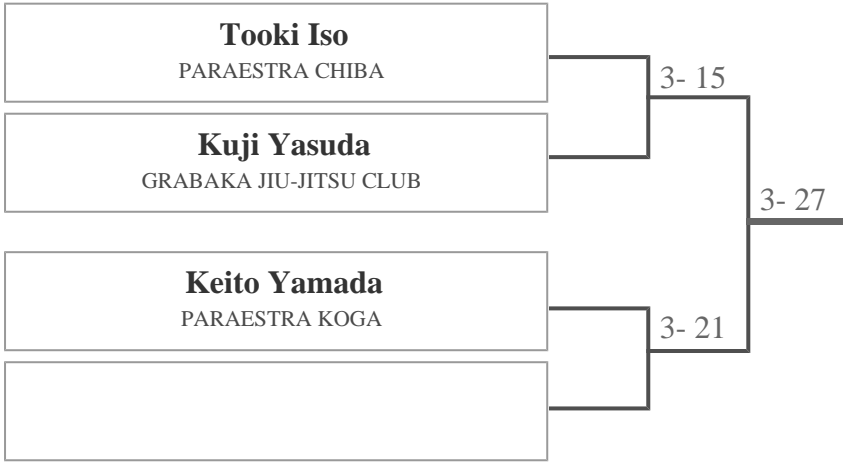 Tooki Iso
PARAESTRA CHIBA
3- 15
Kuji Yasuda
GRABAKA JIU-JITSU CLUB
3- 27
Keito Yamada
PARAESTRA KOGA
3- 21